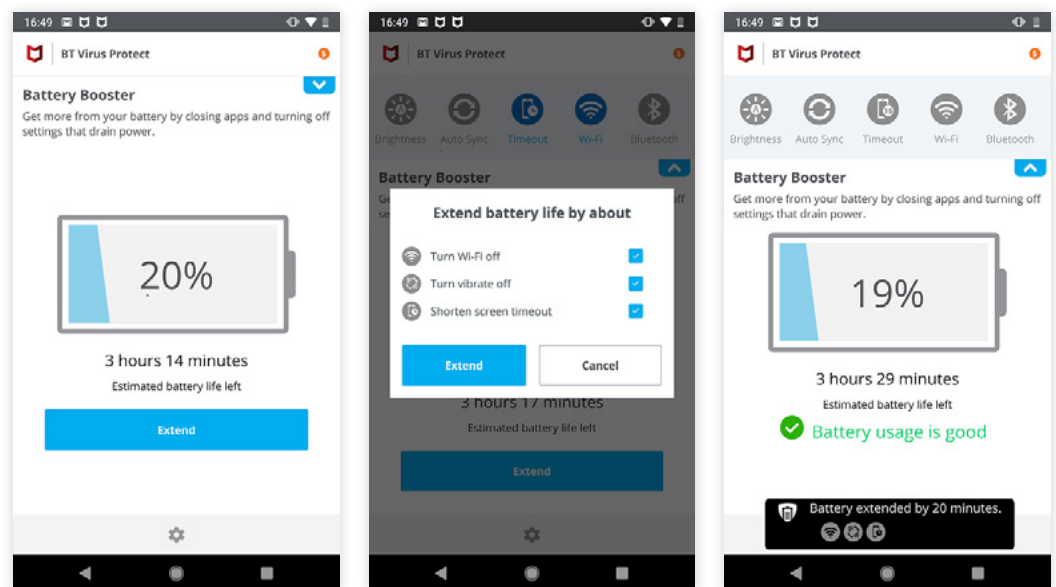 16:49
BT Virus Protect
5
Battery Booster
Get more from your battery by closing apps and turning off
settings that drain power.
20%
3 hours 14 minutes
Estimated battery life left
Extend
16:49
BT Virus Protect
5
Brightness Auto Sync Timeout Wi-Fi Bluetooth
Battery Booster
Extend battery life by about
Turn Wi-Fi off
Turn vibrate off
Shorten screen timeout
Extend Cancel
3 hours 17 minutes
Estimated battery life left
Extend
16:49
BT Virus Protect
5
Brightness Auto Sync Timeout Wi-Fi Bluetooth
Battery Booster
Get more from your battery by closing apps and turning off
settings that drain power.
19%
3 hours 29 minutes
Estimated battery life left
Battery usage is good
Battery extended by 20 minutes.